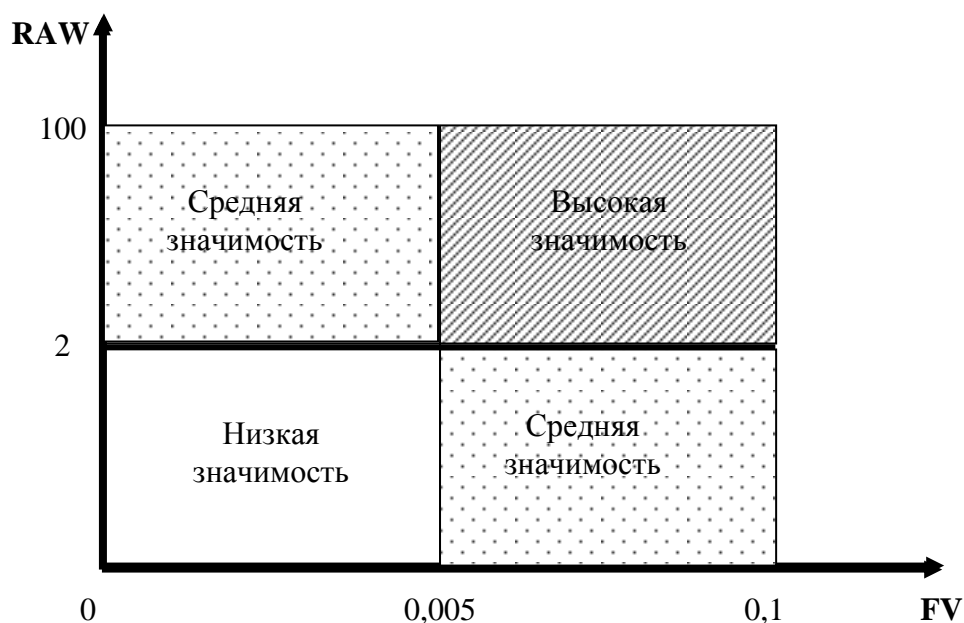 RAW
100
Средняя
значимость
Высокая
значимость
2
Низкая
значимость
Средняя
значимость
0
0,005
0,1
FV